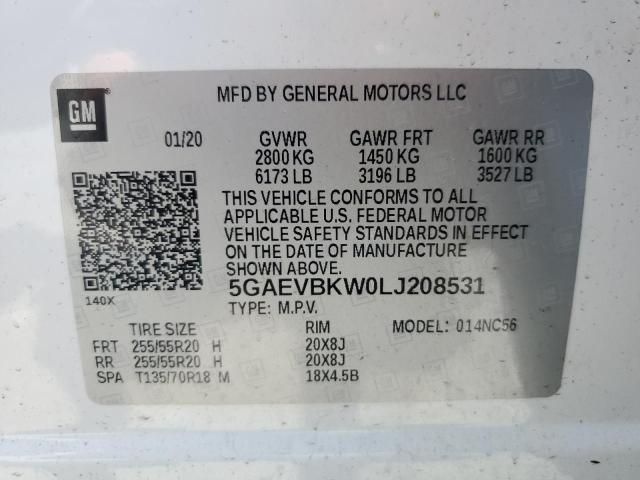 GM
MFD BY GENERAL MOTORS LLC
01/20 GVWR GAWR FRT GAWR RR
2800 KG 1450 KG 1600 KG
6173 LB 3196 LB 3527 LB
THIS VEHICLE CONFORMS TO ALL
APPLICABLE U.S. FEDERAL MOTOR
VEHICLE SAFETY STANDARDS IN EFFECT
ON THE DATE OF MANUFACTURE
SHOWN ABOVE.
140X
5GAEVBKW0LJ208531
TYPE: M.P.V.
TIRE SIZE RIM MODEL: 014NC56
FRT 255/55R20 H 20X8J
RR 255/55R20 H 20X8J
SPA T135/70R18 M 18X4.5B